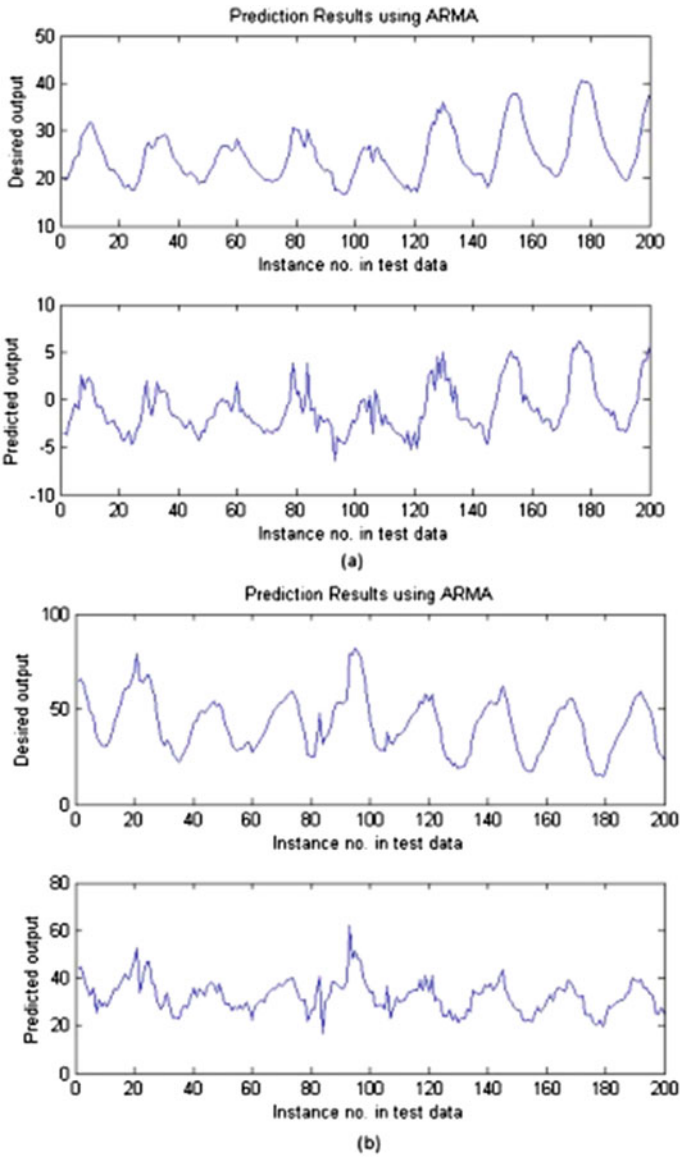 Prediction Results using ARMA
50
40
30
20
10
Desired output
0 20 40 60 80 100 120 140 160 180 200
Instance no. in test data
10
5
0
-5
-10
Predicted output
0 20 40 60 80 100 120 140 160 180 200
Instance no. in test data
(a)
Prediction Results using ARMA
100
50
0
Desired output
0 20 40 60 80 100 120 140 160 180 200
Instance no. in test data
80
60
40
20
0
Predicted output
0 20 40 60 80 100 120 140 160 180 200
Instance no. in test data
(b)